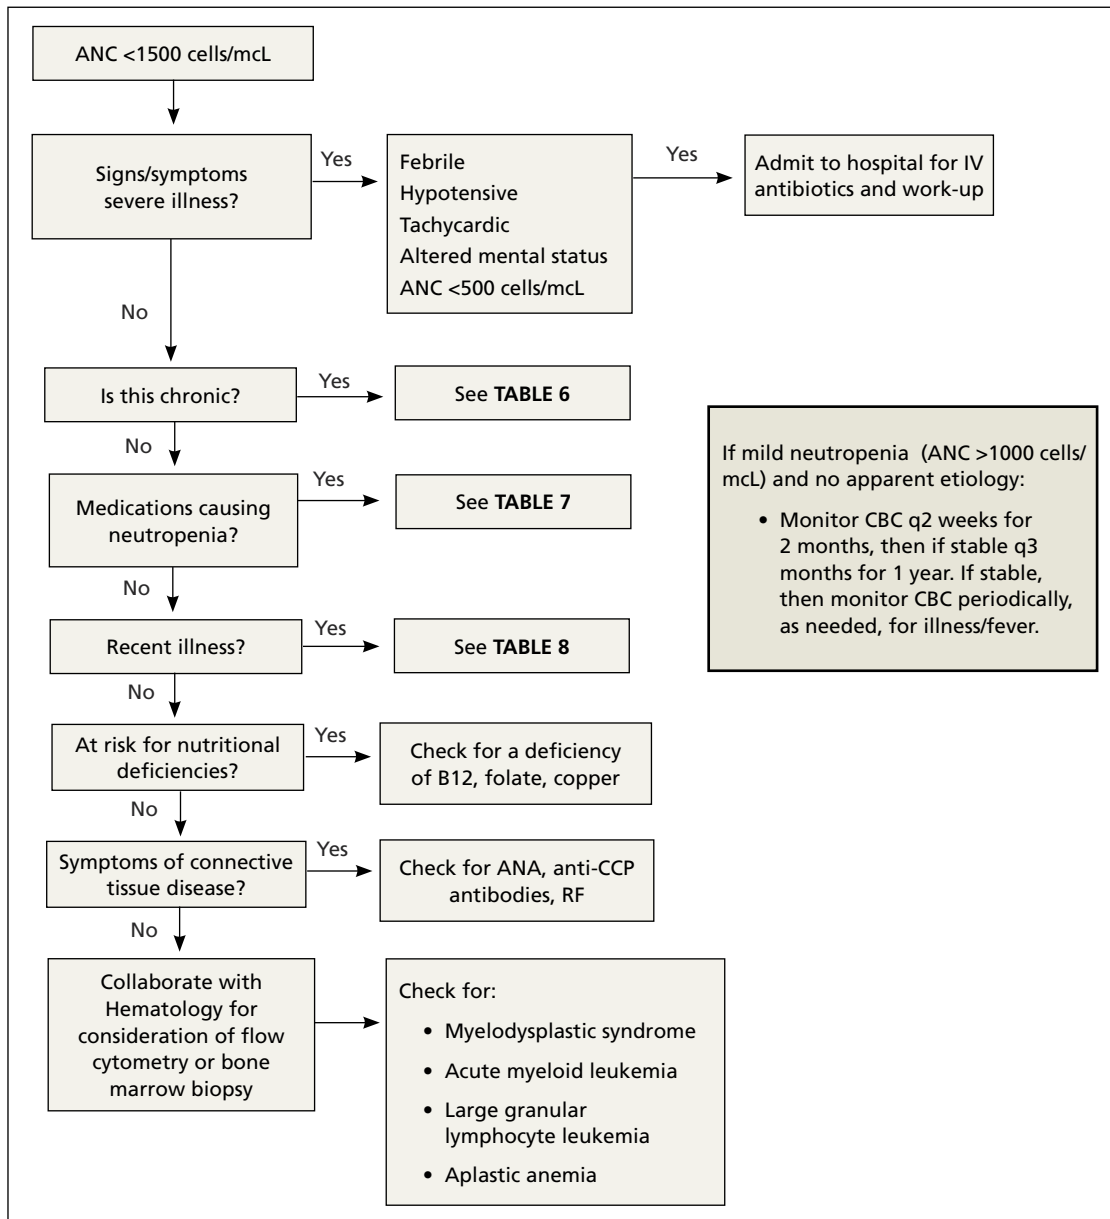 ANC <1500 cells/mcL
Signs/symptoms
severe illness?
Yes
Febrile
Hypotensive
Tachycardic
Altered mental status
ANC <500 cells/mcL
Yes
Admit to hospital for IV
antibiotics and work-up
No
Is this chronic?
Yes
See TABLE 6
No
Medications causing
neutropenia?
Yes
See TABLE 7
No
Recent illness?
Yes
See TABLE 8
No
At risk for nutritional
deficiencies?
Yes
Check for a deficiency
of B12, folate, copper
No
Symptoms of connective
tissue disease?
Yes
Check for ANA, anti-CCP
antibodies, RF
No
Collaborate with
Hematology for
consideration of flow
cytometry or bone
marrow biopsy
Check for:
• Myelodysplastic syndrome
• Acute myeloid leukemia
• Large granular
lymphocyte leukemia
• Aplastic anemia
If mild neutropenia (ANC >1000 cells/
mcL) and no apparent etiology:
• Monitor CBC q2 weeks for
2 months, then if stable q3
months for 1 year. If stable,
then monitor CBC periodically,
as needed, for illness/fever.